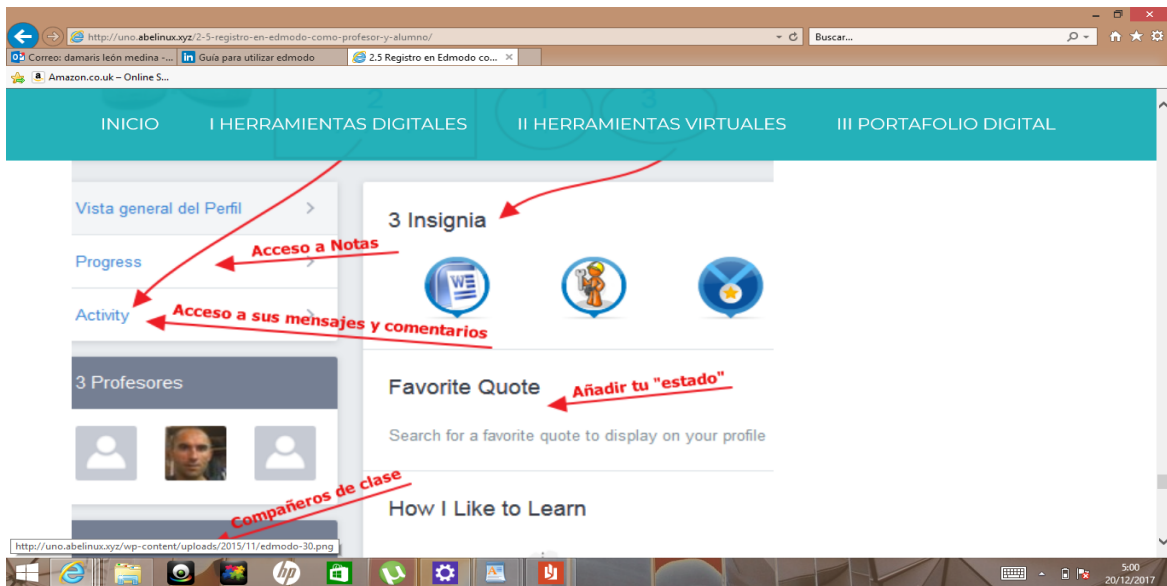 http://uno.abelinux.xyz/2-5-registro-en-edmodo-como-profesor-y-alumno/
Buscar...
Correo: damaris león medina -...
Guía para utilizar edmodo
2.5 Registro en Edmodo co...
Amazon.co.uk – Online S...
2
1
3
INICIO
I HERRAMIENTAS DIGITALES
II HERRAMIENTAS VIRTUALES
III PORTAFOLIO DIGITAL
Vista general del Perfil
Progress
Acceso a Notas
Activity
Acceso a sus mensajes y comentarios
3 Profesores
3 Insignia
Favorite Quote
Añadir tu "estado"
Search for a favorite quote to display on your profile
Compañeros de clase
How I Like to Learn
http://uno.abelinux.xyz/wp-content/uploads/2015/11/edmodo-30.png
5:00
20/12/2017